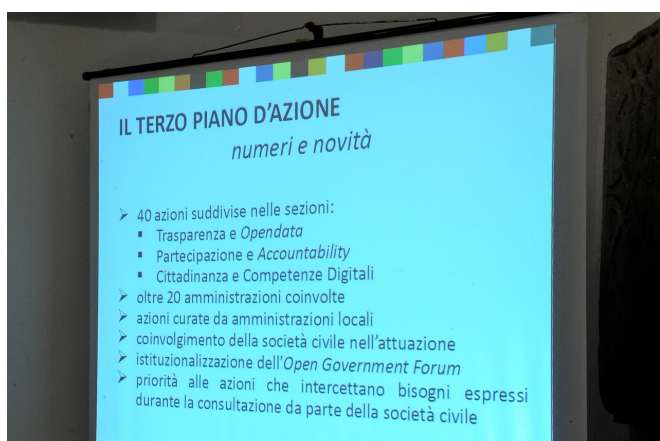 IL TERZO PIANO D'AZIONE
numeri e novità
➢ 40 azioni suddivise nelle sezioni:
▪ Trasparenza e Opendata
▪ Partecipazione e Accountability
▪ Cittadinanza e Competenze Digitali
➢ oltre 20 amministrazioni coinvolte
➢ azioni curate da amministrazioni locali
➢ coinvolgimento della società civile nell'attuazione
➢ istituzionalizzazione dell'Open Government Forum
➢ priorità alle azioni che intercettano bisogni espressi
durante la consultazione da parte della società civile